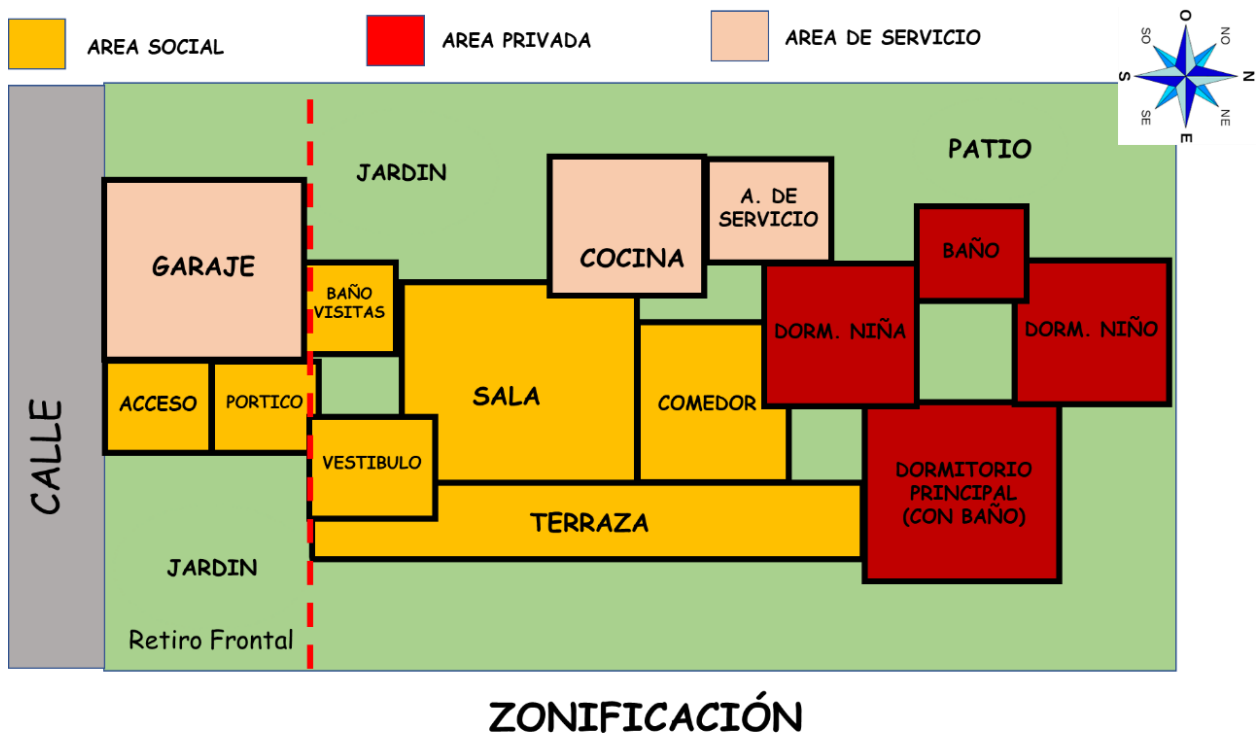 AREA SOCIAL
AREA PRIVADA
AREA DE SERVICIO
O
SO
NO
S
N
SE
NE
E
JARDIN
PATIO
GARAJE
COCINA
A. DE
SERVICIO
BAÑO
BAÑO
VISITAS
DORM. NIÑA
DORM. NIÑO
ACCESO
PORTICO
SALA
COMEDOR
CALLE
VESTIBULO
DORMITORIO
PRINCIPAL
(CON BAÑO)
TERRAZA
JARDIN
Retiro Frontal
ZONIFICACIÓN